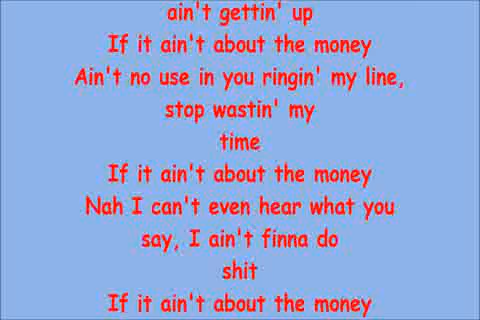 ain't gettin' up
If it ain't about the money
Ain't no use in you ringin' my line,
stop wastin' my
time
If it ain't about the money
Nah I can't even hear what you
say, I ain't finna do
shit
If it ain't about the money